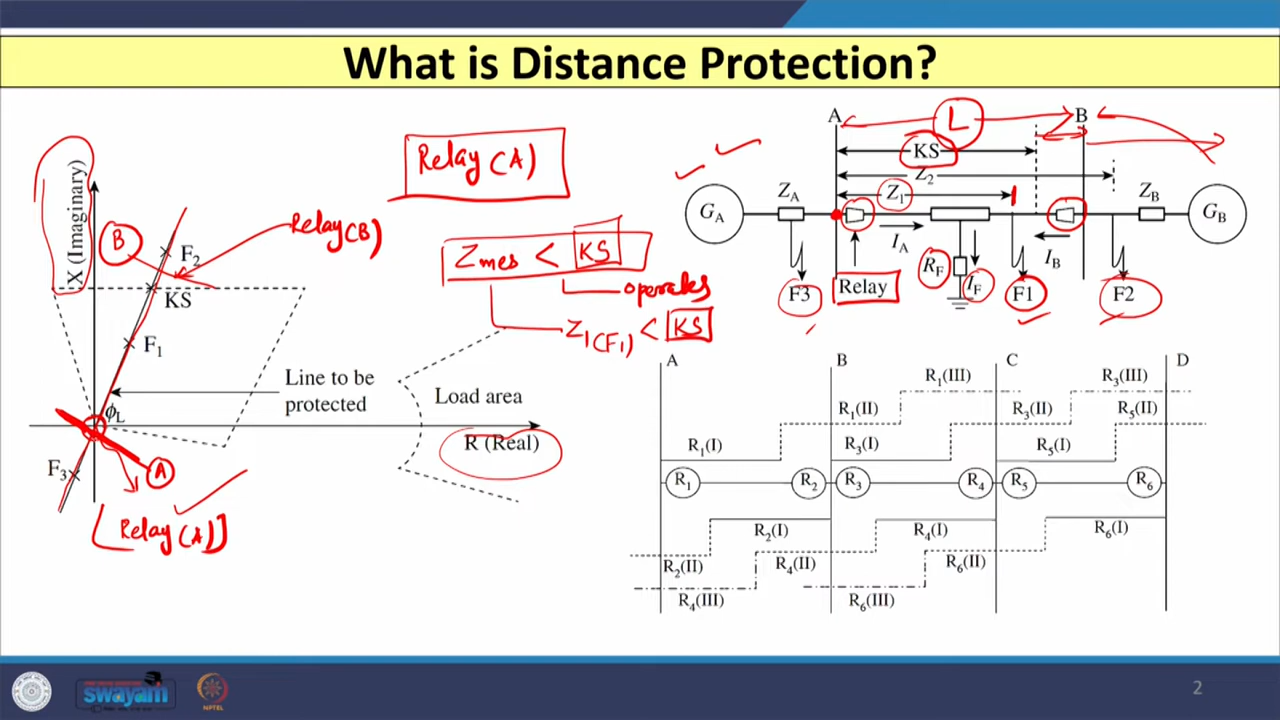 What is Distance Protection?
X (Imaginary)
B
F2
KS
F1
Line to be
protected
ϕL
F3
A
Relay(A)
Relay(B)
Load area
R (Real)
Relay (A)
Zmes < KS
operates
Z1(F1) < KS
A
L
B
KS
Z2
Z1
GA
ZA
IA
RF
IF
IB
ZB
GB
F3
Relay
F1
F2
A
B
C
D
R1(III)
R3(III)
R1(II)
R3(II)
R5(II)
R1(I)
R3(I)
R5(I)
R1
R2
R3
R4
R5
R6
R2(I)
R4(I)
R6(I)
R2(II)
R4(II)
R6(II)
R4(III)
R6(III)
swayam
NPTEL
2